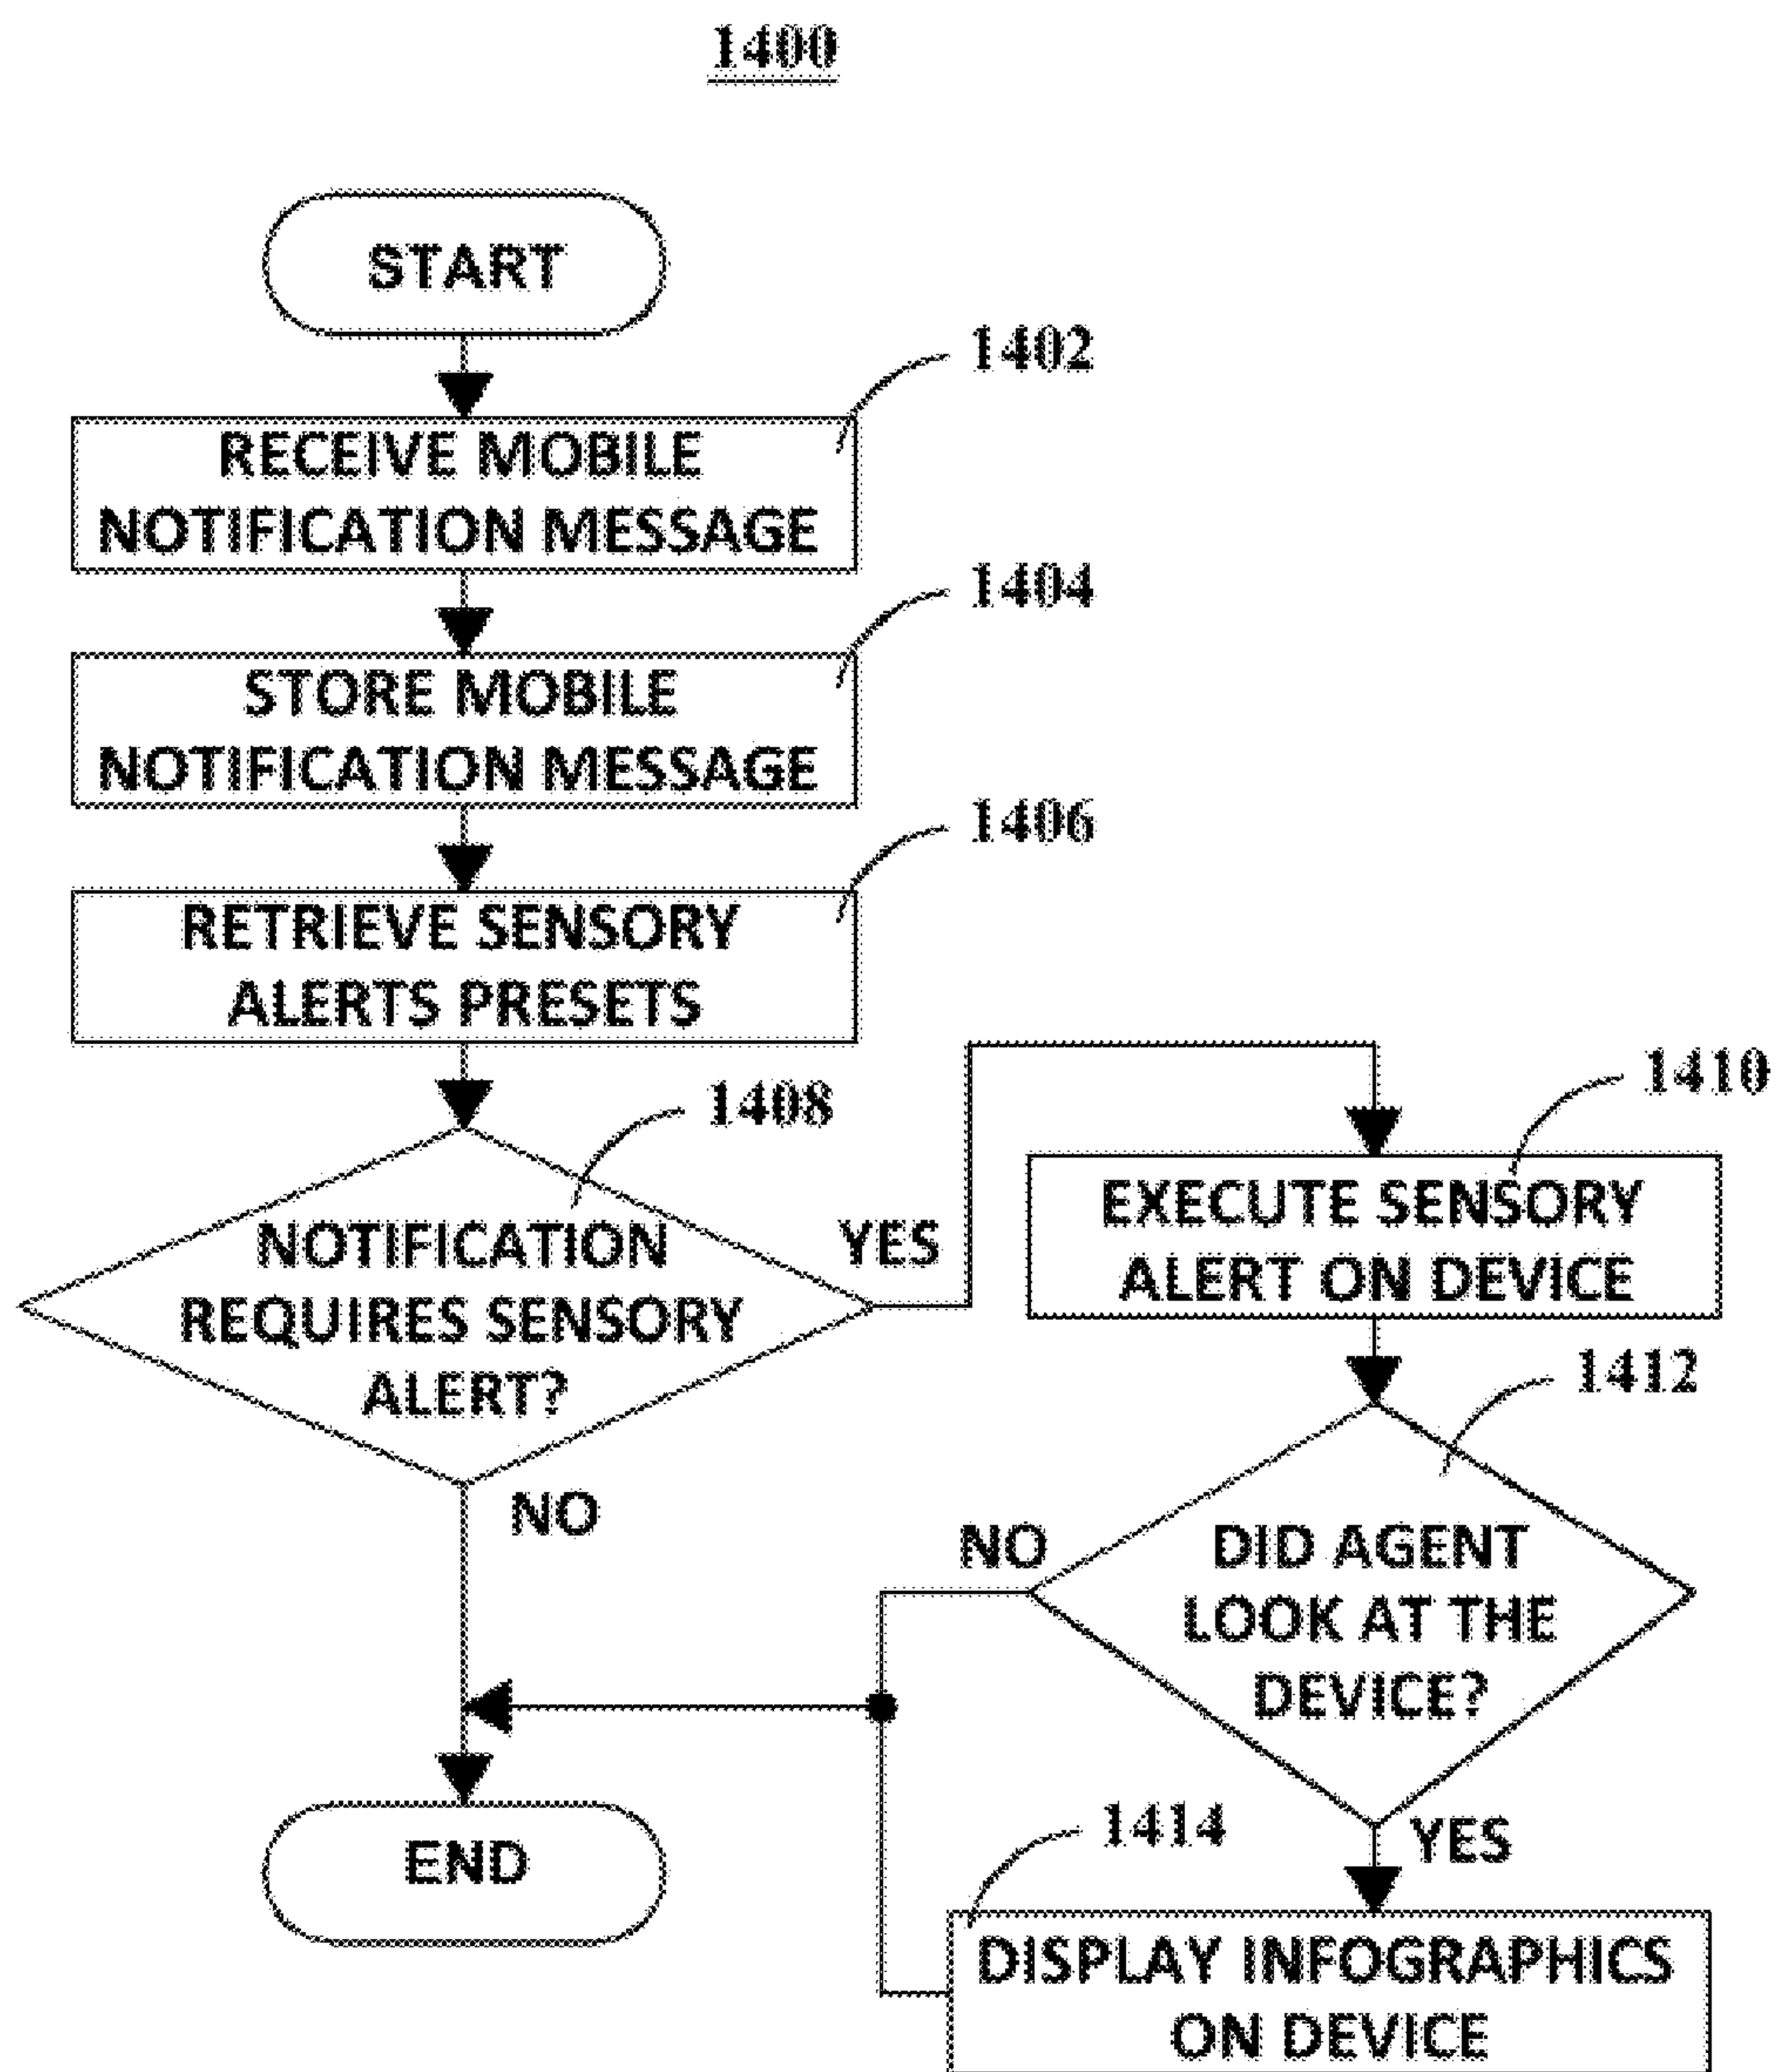 1400
START
1402
RECEIVE MOBILE
NOTIFICATION MESSAGE
1404
STORE MOBILE
NOTIFICATION MESSAGE
1406
RETRIEVE SENSORY
ALERTS PRESETS
1408
NOTIFICATION
REQUIRES SENSORY
ALERT?
YES
NO
1410
EXECUTE SENSORY
ALERT ON DEVICE
1412
DID AGENT
LOOK AT THE
DEVICE?
NO
YES
1414
DISPLAY INFOGRAPHICS
ON DEVICE
END